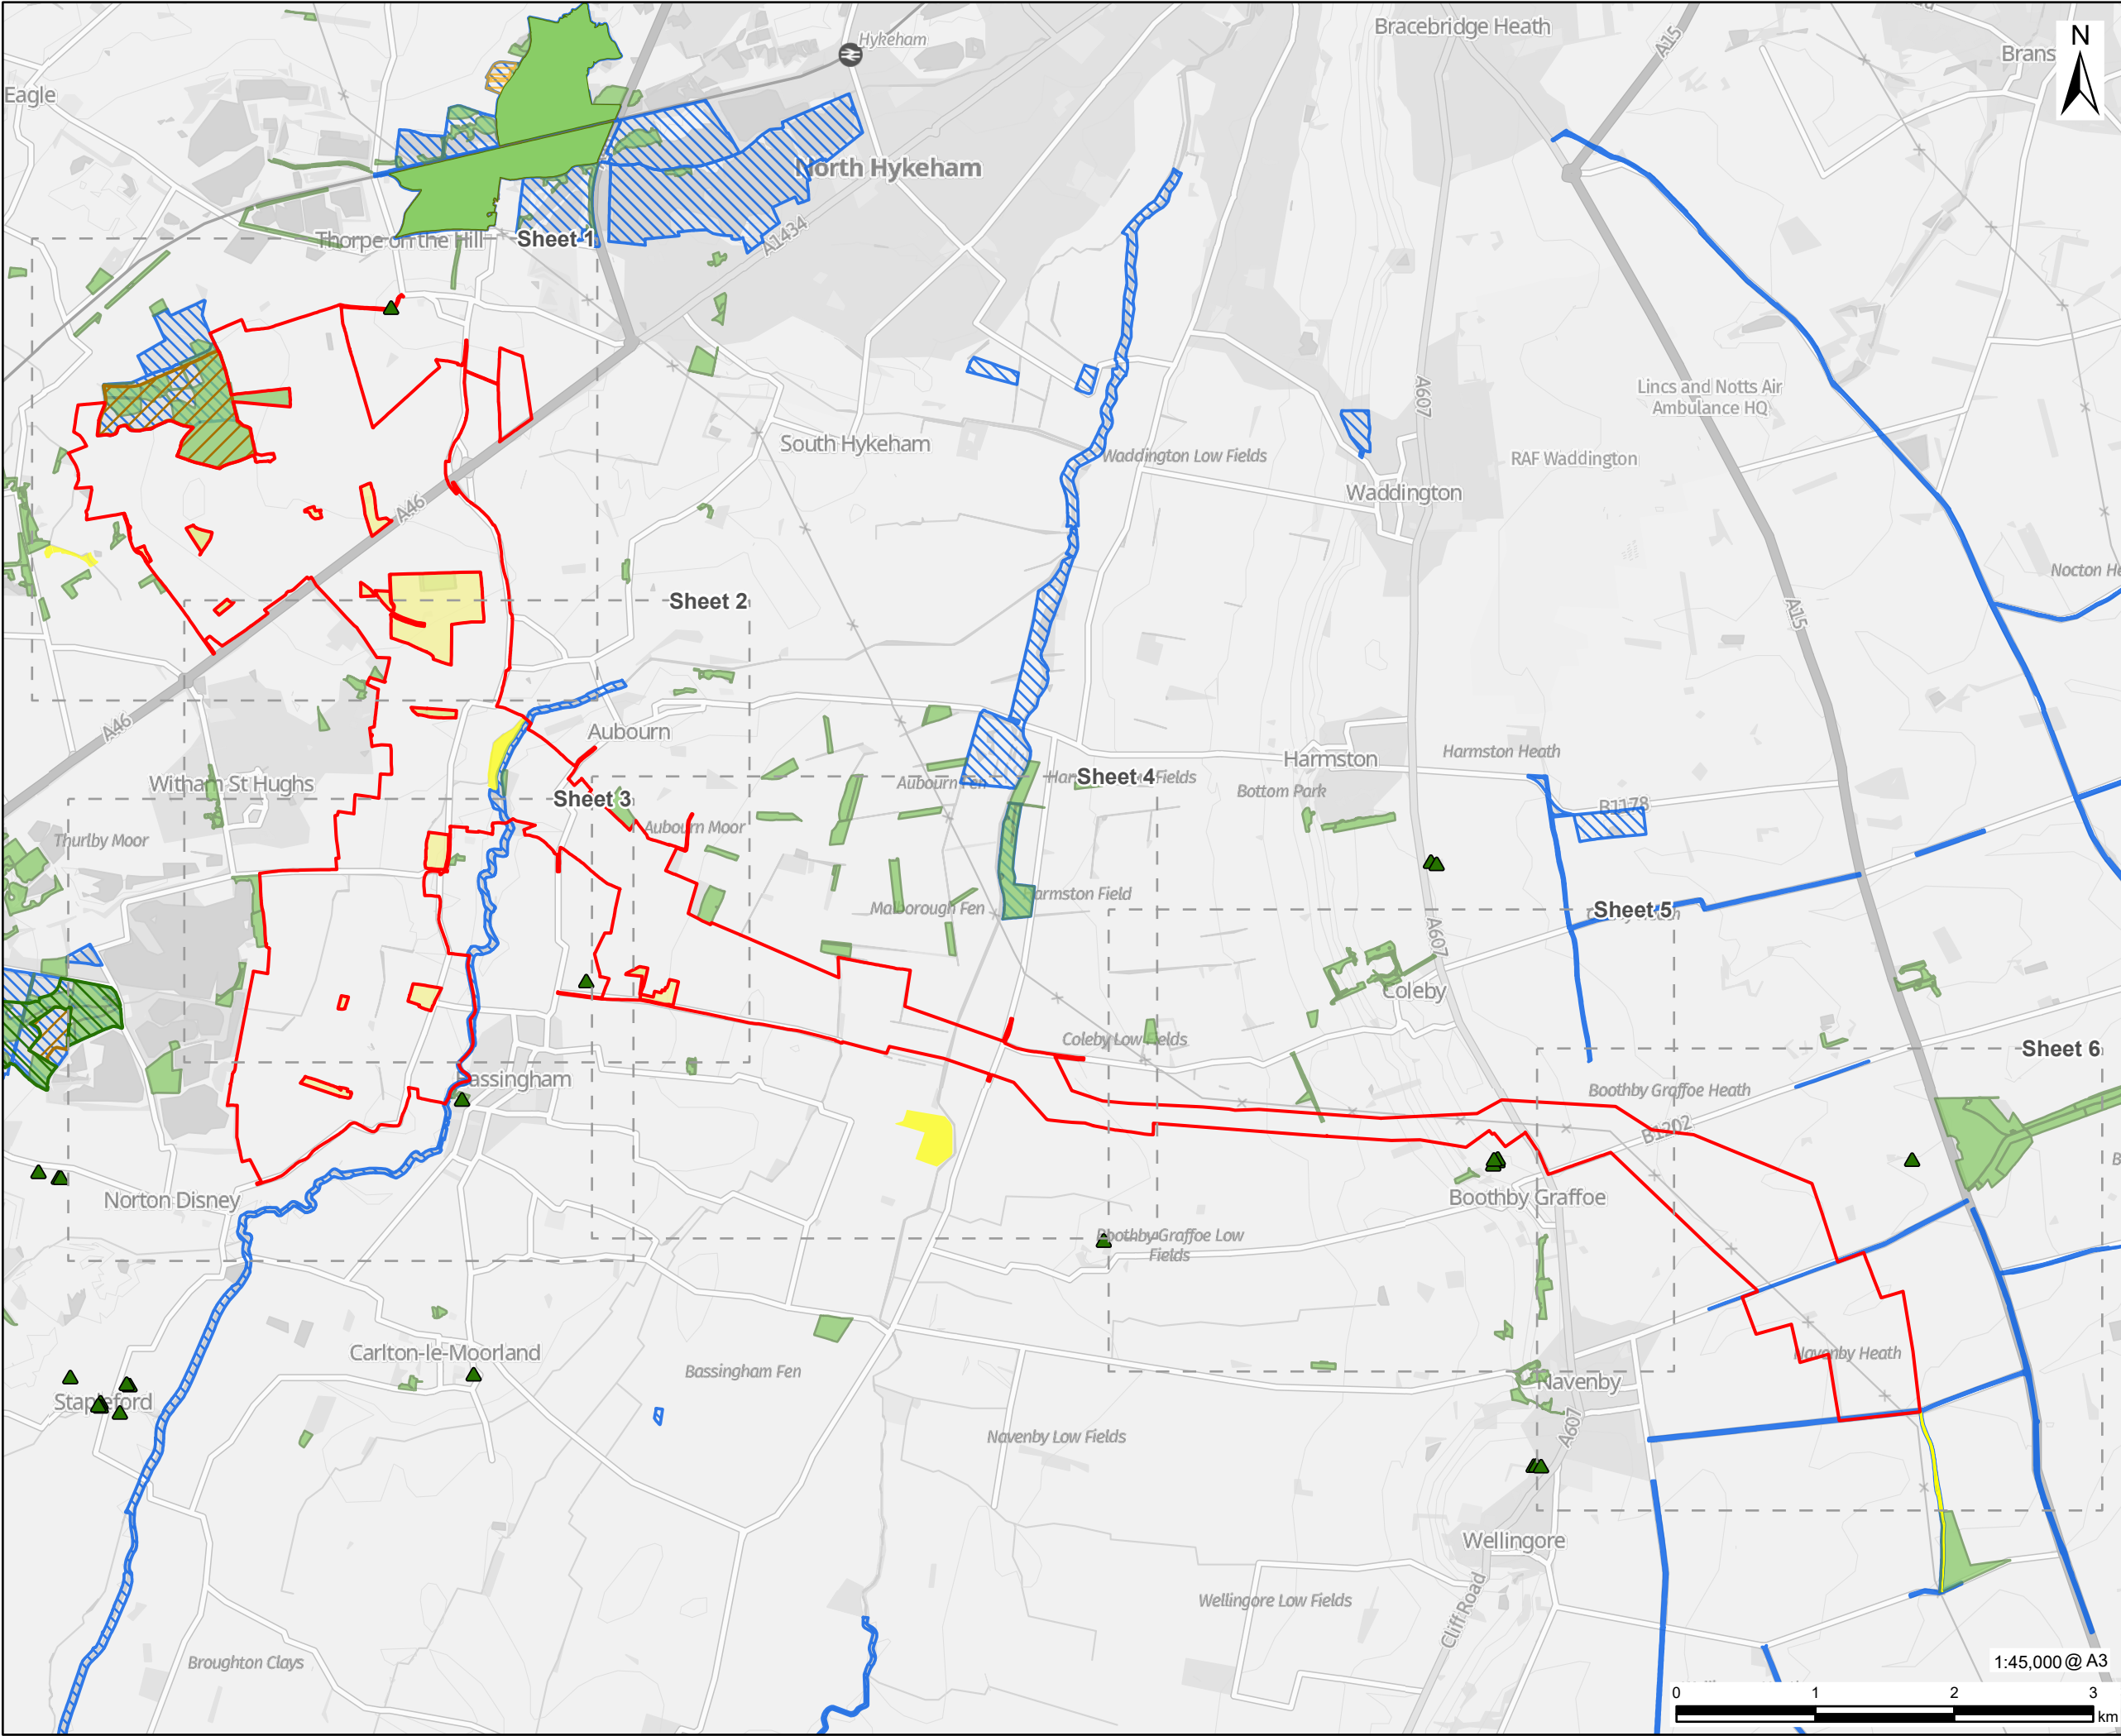 Bracebridge Heath
A15
N
Hykeham
Brans
Eagle
North Hykeham
A1434
Thorpe on the Hill
Sheet 1
Lincs and Notts Air
Ambulance HQ
A607
South Hykeham
Waddington Low Fields
RAF Waddington
Waddington
A46
Nocton He
Sheet 2
A15
A46
Aubourn
Harmston
Harmston Heath
Witham St Hughs
Sheet 3
Aubourn Fen
Sheet 4
Fields
Bottom Park
B1178
Thurlby Moor
Aubourn Moor
Harmston Field
Malborough Fen
Sheet 5
A607
Coleby
Coleby Low Fields
Sheet 6
Bassingham
Boothby Graffoe Heath
B1202
Norton Disney
Boothby Graffoe
Boothby Graffoe Low
Fields
Carlton-le-Moorland
Bassingham Fen
Navenby Heath
Stapleford
Navenby
A607
Navenby Low Fields
Wellingore
Wellingore Low Fields
Cliff Road
Broughton Clays
1:45,000 @ A3
0 1 2 3
km